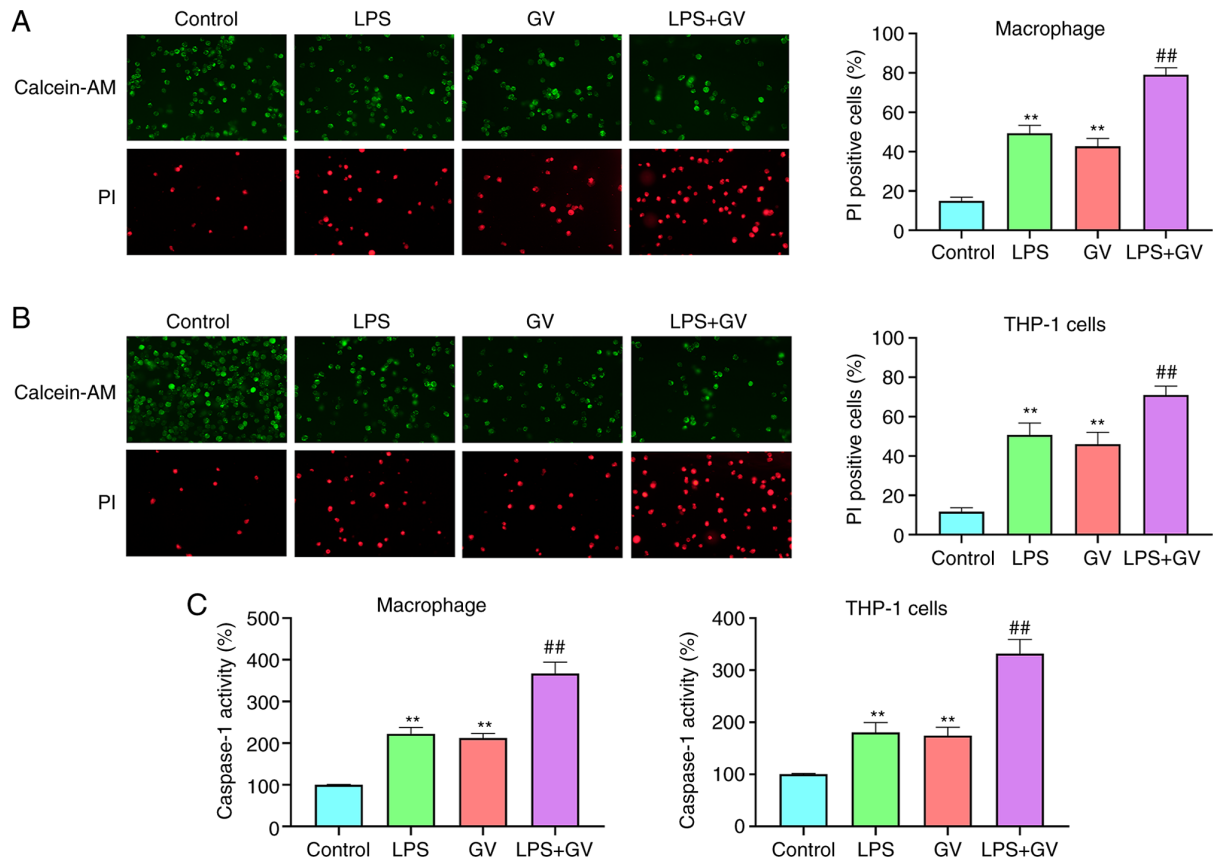 A
Control LPS GV LPS+GV
Calcein-AM
PI
Macrophage
PI positive cells (%)
100
80
60
40
20
0
**
**
##
Control LPS GV LPS+GV
B
Control LPS GV LPS+GV
Calcein-AM
PI
THP-1 cells
PI positive cells (%)
100
80
60
40
20
0
**
**
##
Control LPS GV LPS+GV
C
Macrophage
Caspase-1 activity (%)
500
400
300
200
100
0
**
**
##
Control LPS GV LPS+GV
THP-1 cells
Caspase-1 activity (%)
400
300
200
100
0
**
**
##
Control LPS GV LPS+GV